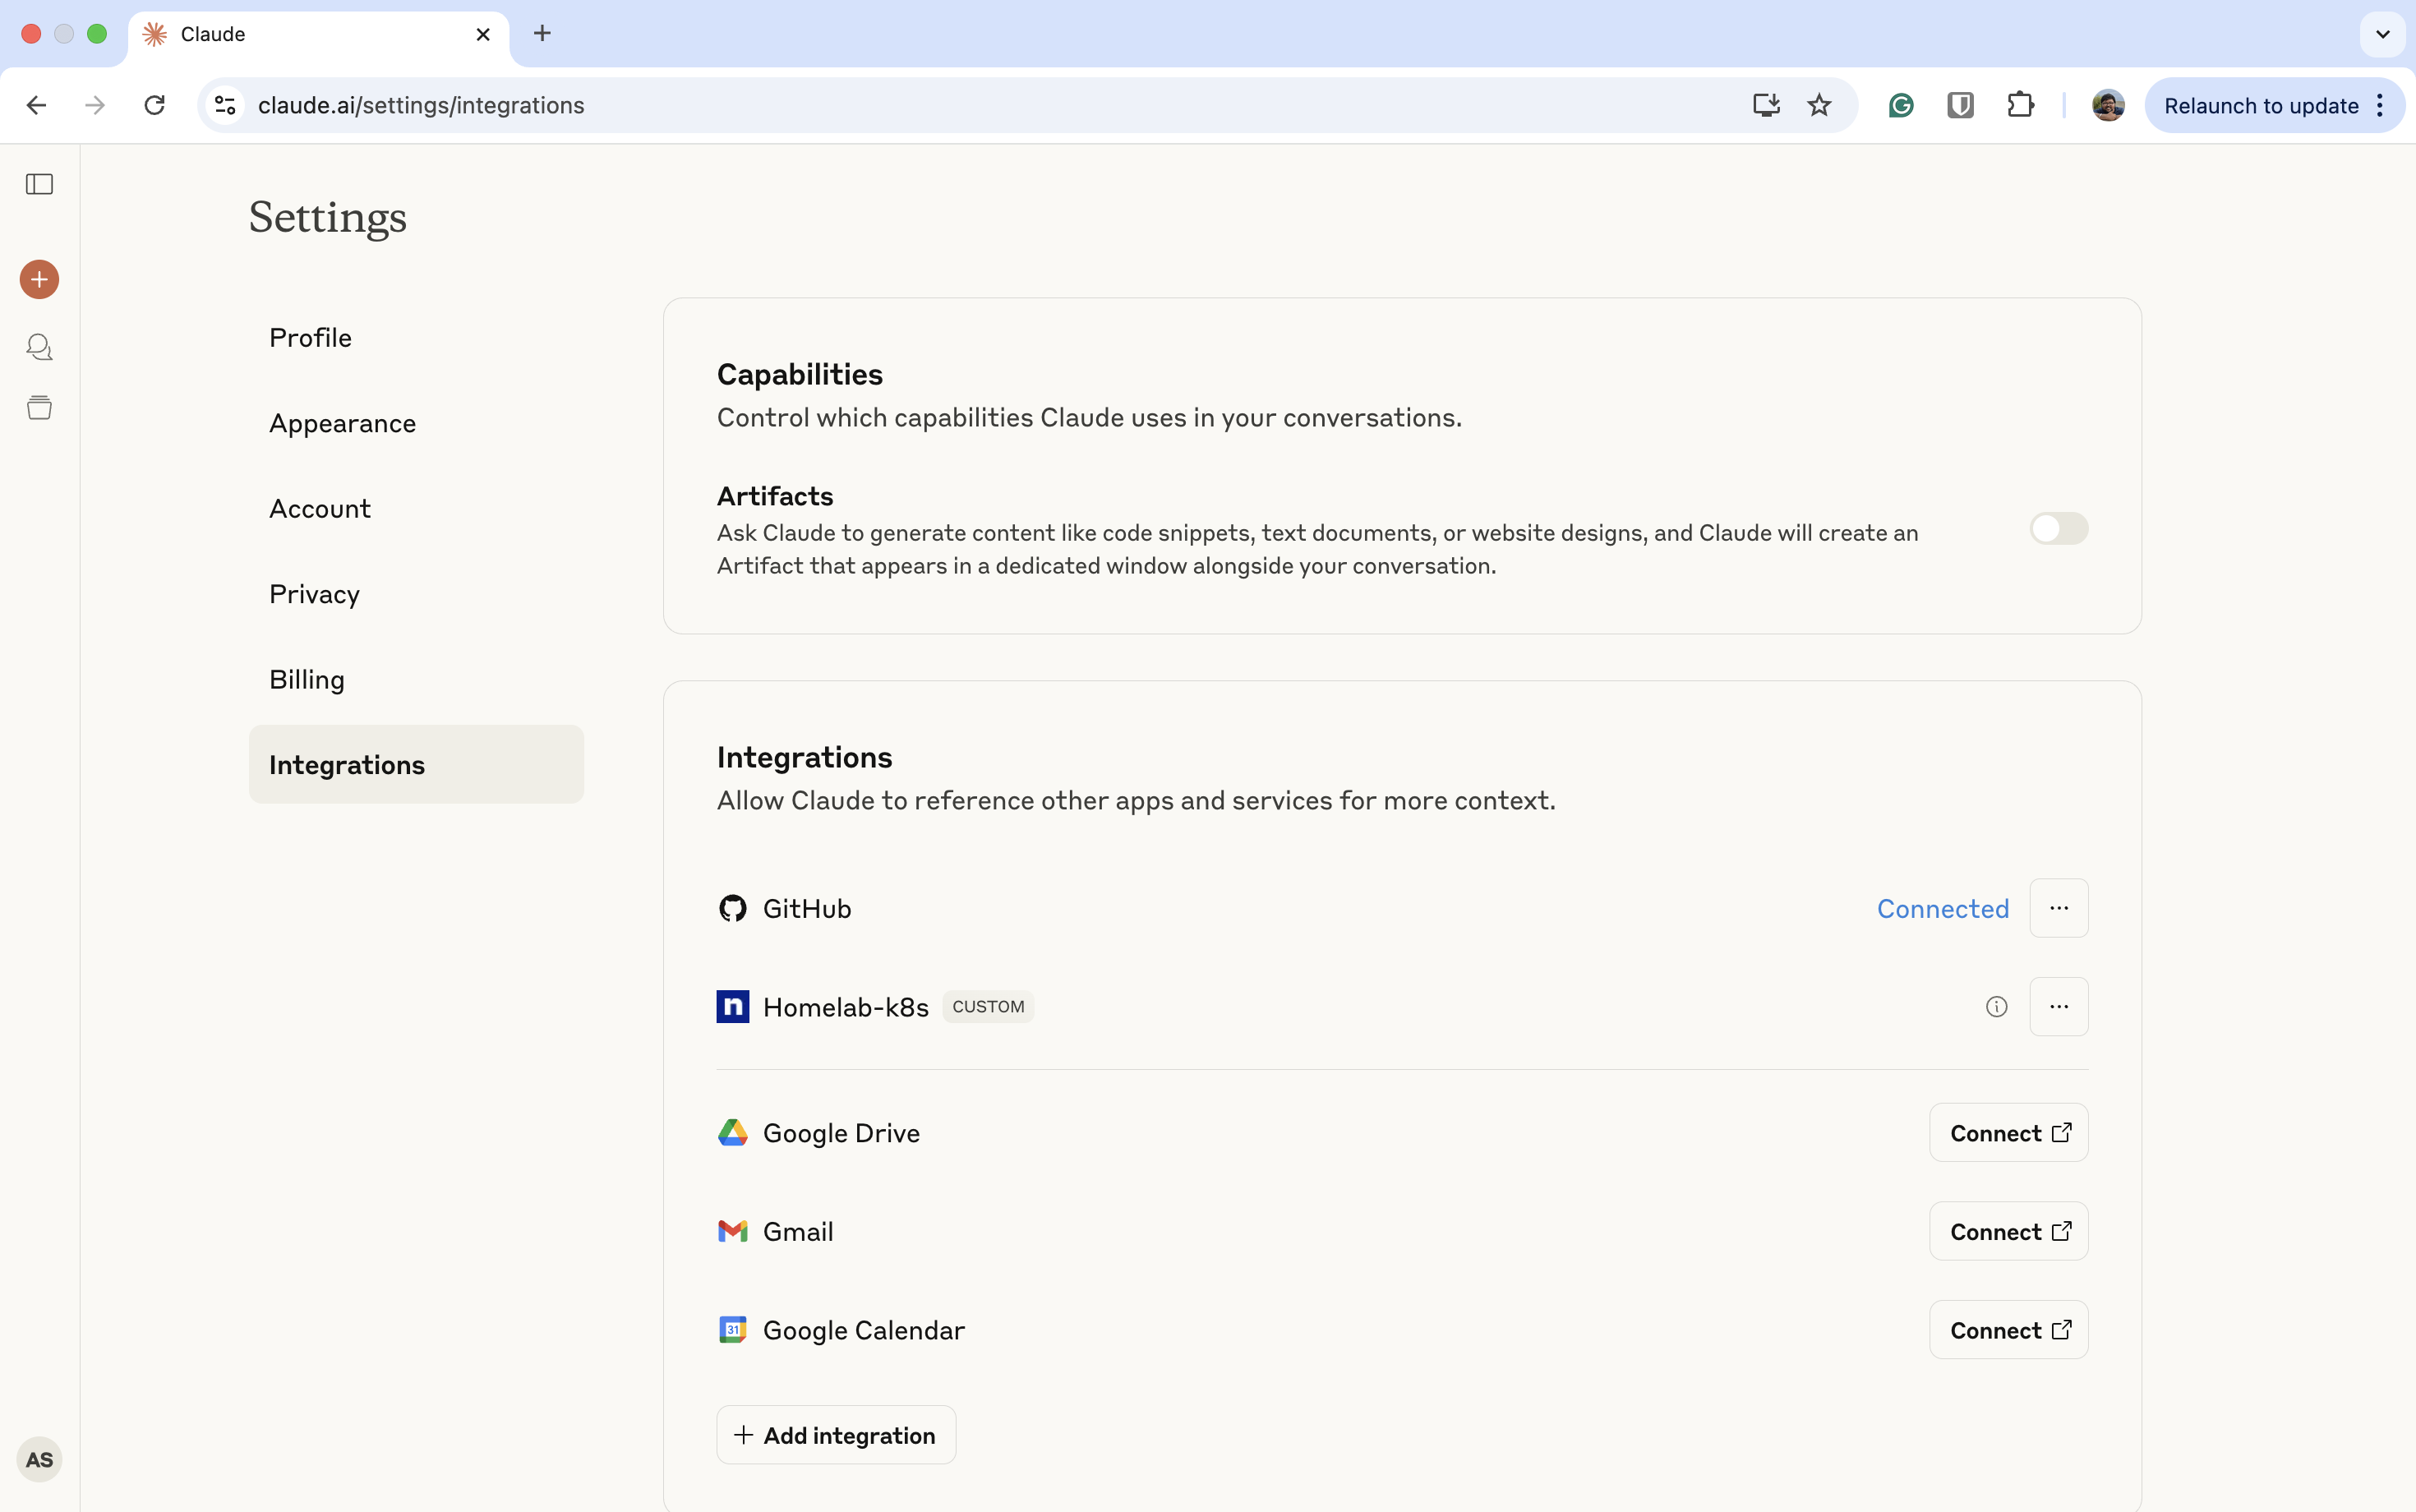 Claude
claude.ai/settings/integrations
Relaunch to update
Settings
Profile
Appearance
Account
Privacy
Billing
Integrations
Capabilities
Control which capabilities Claude uses in your conversations.
Artifacts
Ask Claude to generate content like code snippets, text documents, or website designs, and Claude will create an
Artifact that appears in a dedicated window alongside your conversation.
Integrations
Allow Claude to reference other apps and services for more context.
GitHub
Connected
n
Homelab-k8s
CUSTOM
Google Drive
Connect
Gmail
Connect
31
Google Calendar
Connect
Add integration
AS